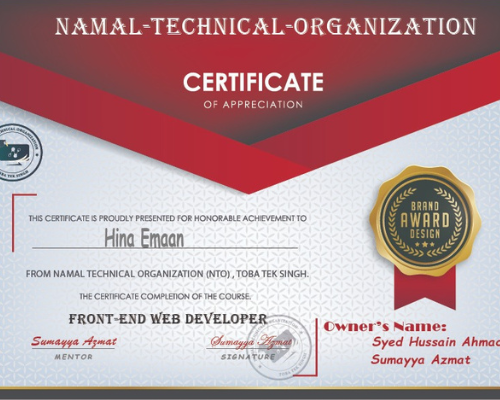 NAMAL-TECHNICAL-ORGANIZATION
CERTIFICATE
OF APPRECIATION
THIS CERTIFICATE IS PROUDLY PRESENTED FOR HONORABLE ACHIEVEMENT TO
Hina Emaan
BRAND
AWARD
DESIGN
FROM NAMAL TECHNICAL ORGANIZATION (NTO) , TOBA TEK SINGH.
THE CERTIFICATE COMPLETION OF THE COURSE.
FRONT-END WEB DEVELOPER
Sumayya Azmat
MENTOR
Sumayya Azmat
SIGNATURE
Owner's Name:
Syed Hussain Ahmad
Sumayya Azmat